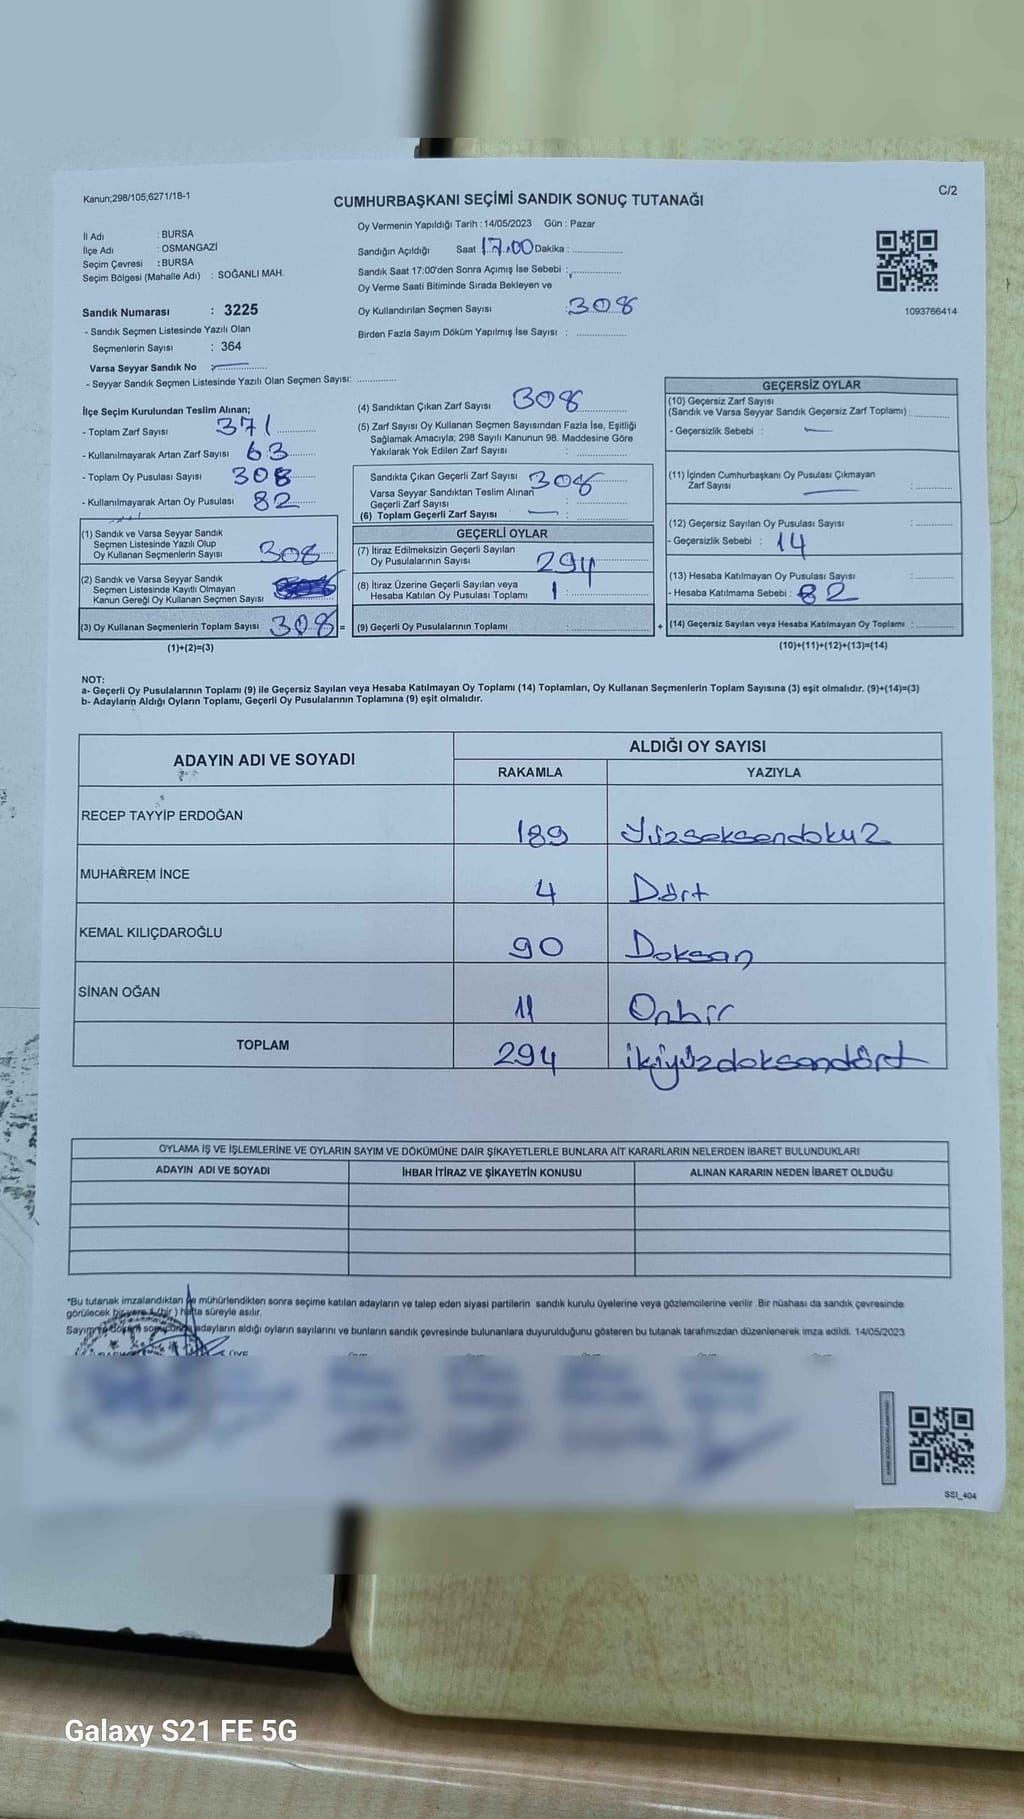 Kanun;298/105;6271/18-1
C/2
CUMHURBAŞKANI SEÇİMİ SANDIK SONUÇ TUTANAĞI
İl Adı : BURSA
İlçe Adı : OSMANGAZİ
Seçim Çevresi : BURSA
Seçim Bölgesi (Mahalle Adı) : SOĞANLI MAH.
Oy Vermenin Yapıldığı Tarih : 14/05/2023 Gün : Pazar
Sandığın Açıldığı Saat 17.00 Dakika :
Sandık Saat 17:00'den Sonra Açımış İse Sebebi :
Oy Verme Saati Bitiminde Sırada Bekleyen ve
Oy Kullandırılan Seçmen Sayısı : 308
Birden Fazla Sayım Döküm Yapılmış İse Sayısı :
1093766414
Sandık Numarası : 3225
- Sandık Seçmen Listesinde Yazılı Olan
Seçmenlerin Sayısı : 364
Varsa Seyyar Sandık No :
- Seyyar Sandık Seçmen Listesinde Yazılı Olan Seçmen Sayısı:
İlçe Seçim Kurulundan Teslim Alınan;
- Toplam Zarf Sayısı 371
- Kullanılmayarak Artan Zarf Sayısı 63
- Toplam Oy Pusulası Sayısı 308
- Kullanılmayarak Artan Oy Pusulası 82
(1) Sandık ve Varsa Seyyar Sandık
Seçmen Listesinde Yazılı Olup
Oy Kullanan Seçmenlerin Sayısı 308
(2) Sandık ve Varsa Seyyar Sandık
Seçmen Listesinde Kayıtlı Olmayan
Kanun Gereği Oy Kullanan Seçmen Sayısı
(3) Oy Kullanan Seçmenlerin Toplam Sayısı 308 =
(1)+(2)=(3)
(4) Sandıktan Çıkan Zarf Sayısı 308
(5) Zarf Sayısı Oy Kullanan Seçmen Sayısından Fazla İse, Eşitliği
Sağlamak Amacıyla; 298 Sayılı Kanunun 98. Maddesine Göre
Yakılarak Yok Edilen Zarf Sayısı :
Sandıkta Çıkan Geçerli Zarf Sayısı 308
Varsa Seyyar Sandıktan Teslim Alınan
Geçerli Zarf Sayısı :
(6) Toplam Geçerli Zarf Sayısı
GEÇERLİ OYLAR
(7) İtiraz Edilmeksizin Geçerli Sayılan
Oy Pusulalarının Sayısı 294
(8) İtiraz Üzerine Geçerli Sayılan veya
Hesaba Katılan Oy Pusulası Toplamı 1
(9) Geçerli Oy Pusulalarının Toplamı : +
GEÇERSİZ OYLAR
(10) Geçersiz Zarf Sayısı
(Sandık ve Varsa Seyyar Sandık Geçersiz Zarf Toplamı) :
- Geçersizlik Sebebi :
(11) İçinden Cumhurbaşkanı Oy Pusulası Çıkmayan
Zarf Sayısı :
(12) Geçersiz Sayılan Oy Pusulası Sayısı :
- Geçersizlik Sebebi : 14
(13) Hesaba Katılmayan Oy Pusulası Sayısı :
- Hesaba Katılmama Sebebi : 82
(14) Geçersiz Sayılan veya Hesaba Katılmayan Oy Toplamı :
(10)+(11)+(12)+(13)=(14)
NOT:
a- Geçerli Oy Pusulalarının Toplamı (9) ile Geçersiz Sayılan veya Hesaba Katılmayan Oy Toplamı (14) Toplamları, Oy Kullanan Seçmenlerin Toplam Sayısına (3) eşit olmalıdır. (9)+(14)=(3)
b- Adayların Aldığı Oyların Toplamı, Geçerli Oy Pusulalarının Toplamına (9) eşit olmalıdır.
ADAYIN ADI VE SOYADI
ALDIĞI OY SAYISI
RAKAMLA YAZIYLA
RECEP TAYYİP ERDOĞAN 189 Yüzseksendokuz
MUHARREM İNCE 4 Dört
KEMAL KILIÇDAROĞLU 90 Doksan
SİNAN OĞAN 11 Onbir
TOPLAM 294 ikiyüzdoksandört
OYLAMA İŞ VE İŞLEMLERİNE VE OYLARIN SAYIM VE DÖKÜMÜNE DAİR ŞİKAYETLERLE BUNLARA AİT KARARLARIN NELERDEN İBARET BULUNDUKLARI
ADAYIN ADI VE SOYADI İHBAR İTİRAZ VE ŞİKAYETİN KONUSU ALINAN KARARIN NEDEN İBARET OLDUĞU
*Bu tutanak imzalandıktan ve mühürlendikten sonra seçime katılan adayların ve talep eden siyasi partilerin sandık kurulu üyelerine veya gözlemcilerine verilir. Bir nüshası da sandık çevresinde
görülecek bir yere 1 (bir) hafta süreyle asılır.
Sayım ve döküm sonucunda adayların aldığı oyların sayılarını ve bunların sandık çevresinde bulunanlara duyurulduğunu gösteren bu tutanak tarafımızdan düzenlenerek imza edildi. 14/05/2023
SSI_404
Galaxy S21 FE 5G